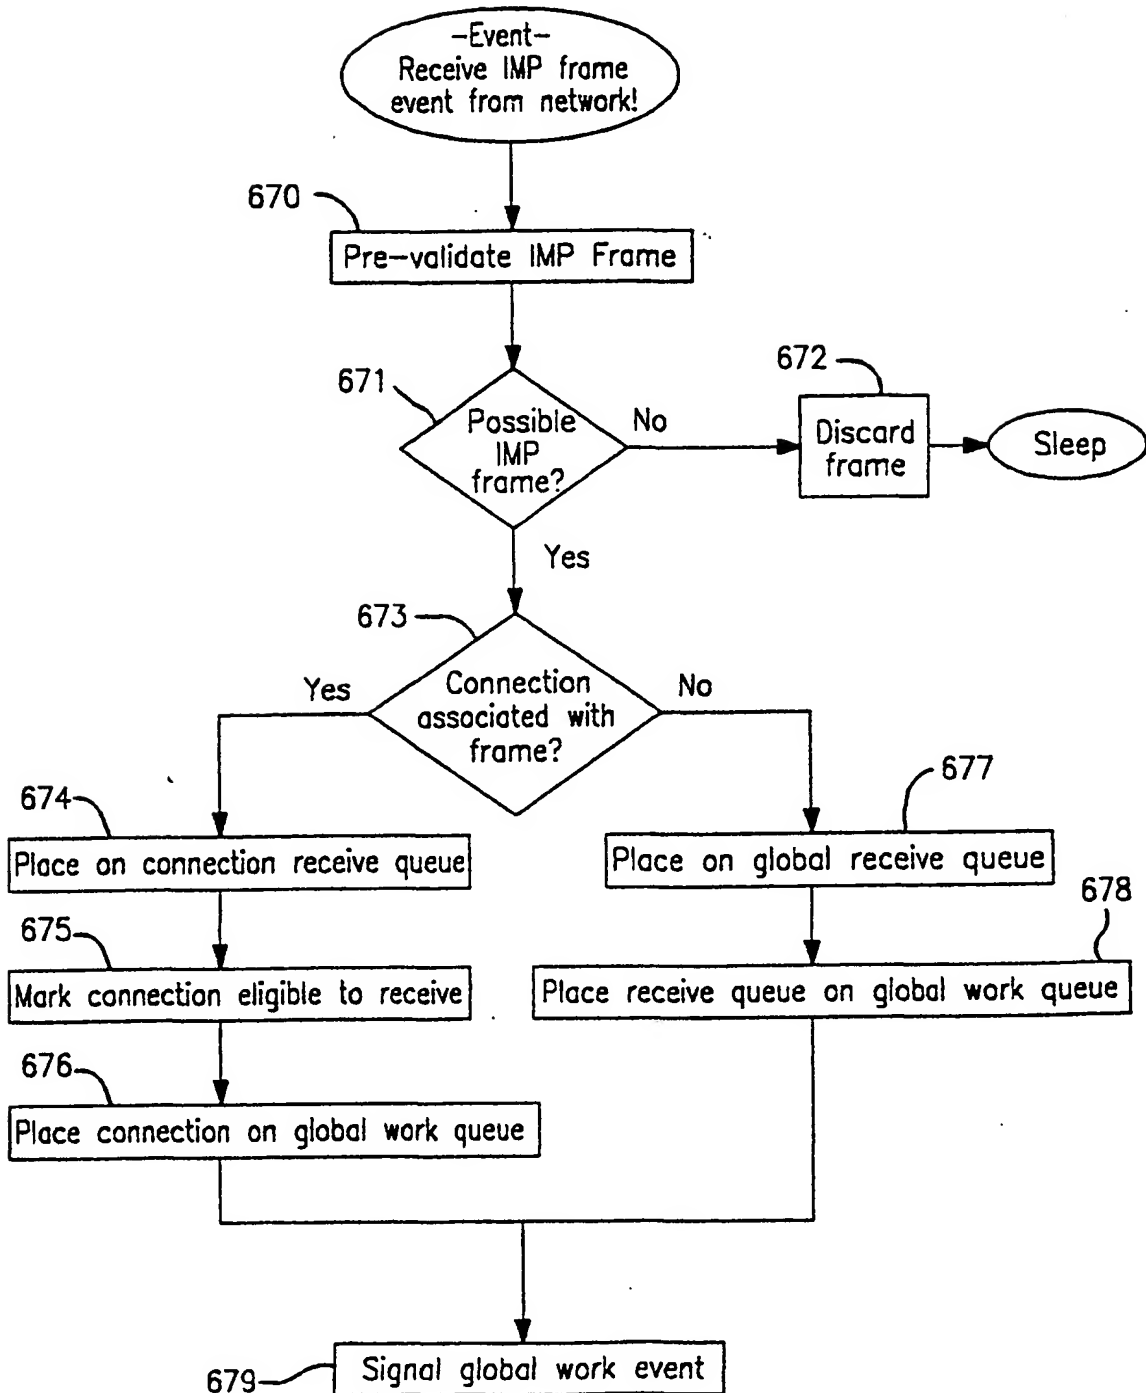 -Event-
Receive IMP frame
event from network!
670
Pre-validate IMP Frame
671
Possible
IMP
frame?
No
672
Discard
frame
Sleep
Yes
673
Connection
associated with
frame?
Yes
No
674
Place on connection receive queue
677
Place on global receive queue
675
Mark connection eligible to receive
678
Place receive queue on global work queue
676
Place connection on global work queue
679
Signal global work event